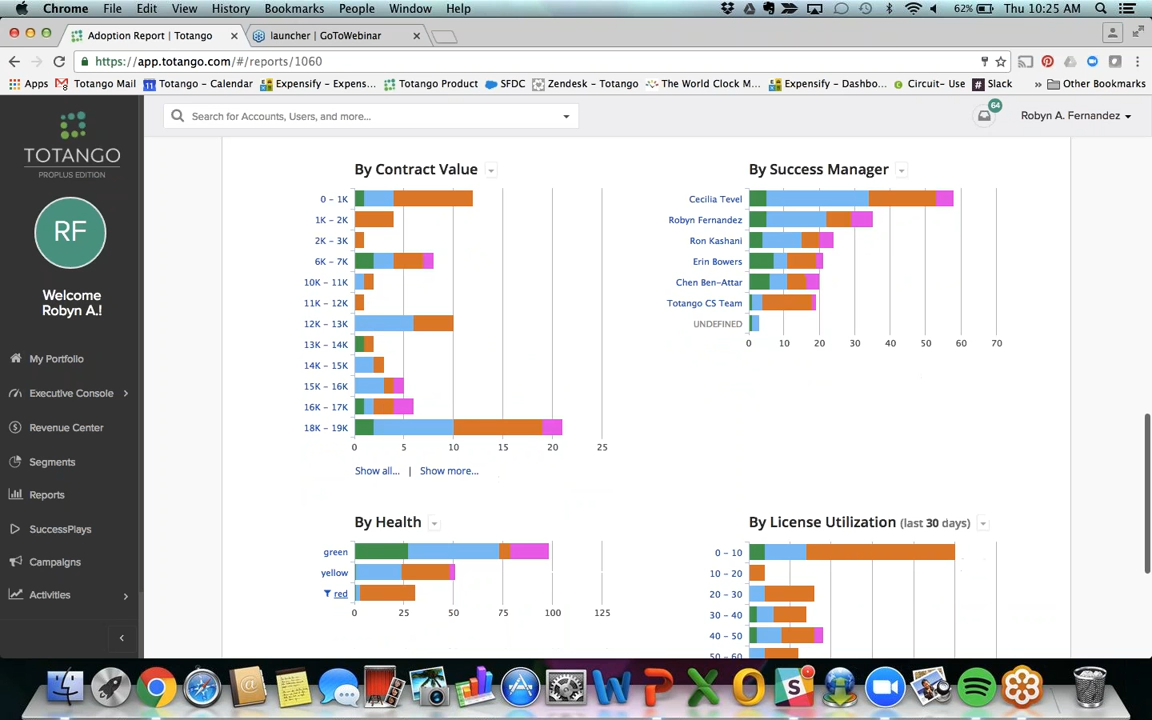 Chrome File Edit View History Bookmarks People Window Help 62% Thu 10:25 AM
Adoption Report | Totango launcher | GoToWebinar
https://app.totango.com/#/reports/1060
Apps Totango Mail Totango - Calendar Expensify - Expens... Totango Product SFDC Zendesk - Totango The World Clock M... Expensify - Dashbo... Circuit- Use Slack » Other Bookmarks
TOTANGO
PROPLUS EDITION
RF
Welcome
Robyn A.!
My Portfolio
Executive Console
Revenue Center
Segments
Reports
SuccessPlays
Campaigns
Activities
Search for Accounts, Users, and more...
64
Robyn A. Fernandez
By Contract Value
0 - 1K
1K - 2K
2K - 3K
6K - 7K
10K - 11K
11K - 12K
12K - 13K
13K - 14K
14K - 15K
15K - 16K
16K - 17K
18K - 19K
0 5 10 15 20 25
Show all... | Show more...
By Success Manager
Cecilia Tevel
Robyn Fernandez
Ron Kashani
Erin Bowers
Chen Ben-Attar
Totango CS Team
UNDEFINED
0 10 20 30 40 50 60 70
By Health
green
yellow
red
0 25 50 75 100 125
By License Utilization (last 30 days)
0 - 10
10 - 20
20 - 30
30 - 40
40 - 50
50 - 60